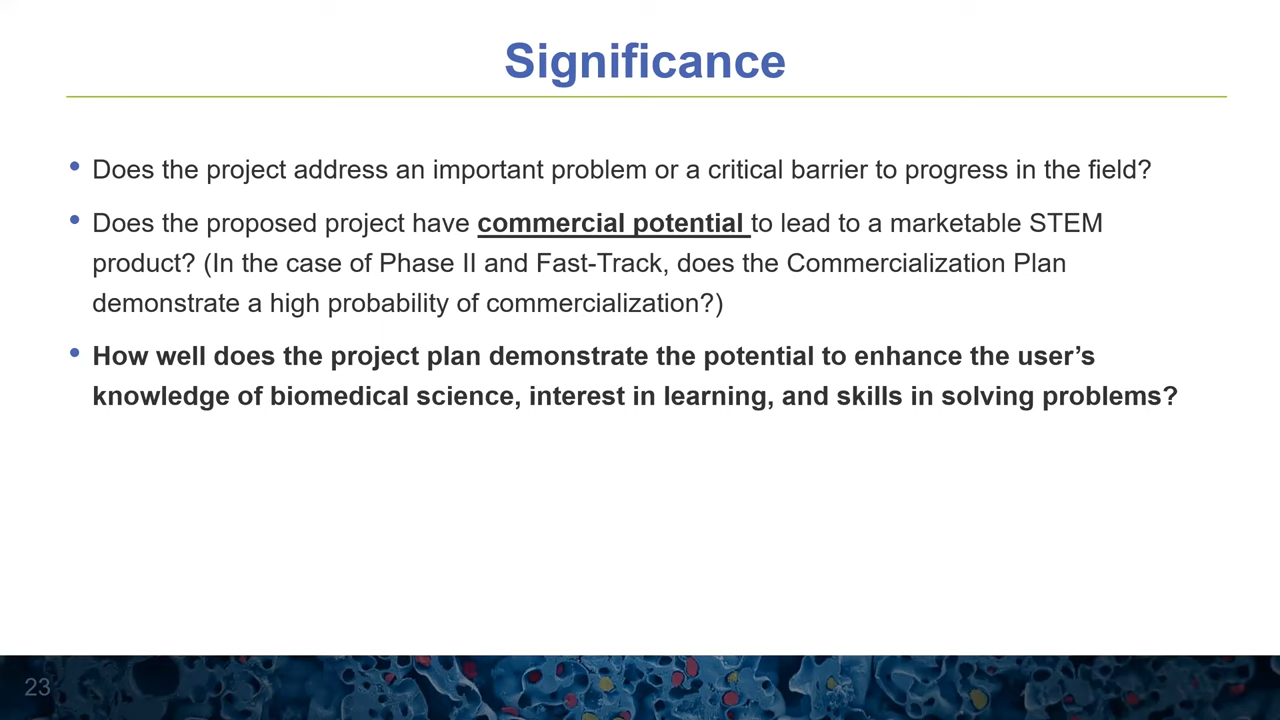 Significance
• Does the project address an important problem or a critical barrier to progress in the field?
• Does the proposed project have commercial potential to lead to a marketable STEM
product? (In the case of Phase II and Fast-Track, does the Commercialization Plan
demonstrate a high probability of commercialization?)
• How well does the project plan demonstrate the potential to enhance the user’s
knowledge of biomedical science, interest in learning, and skills in solving problems?
23